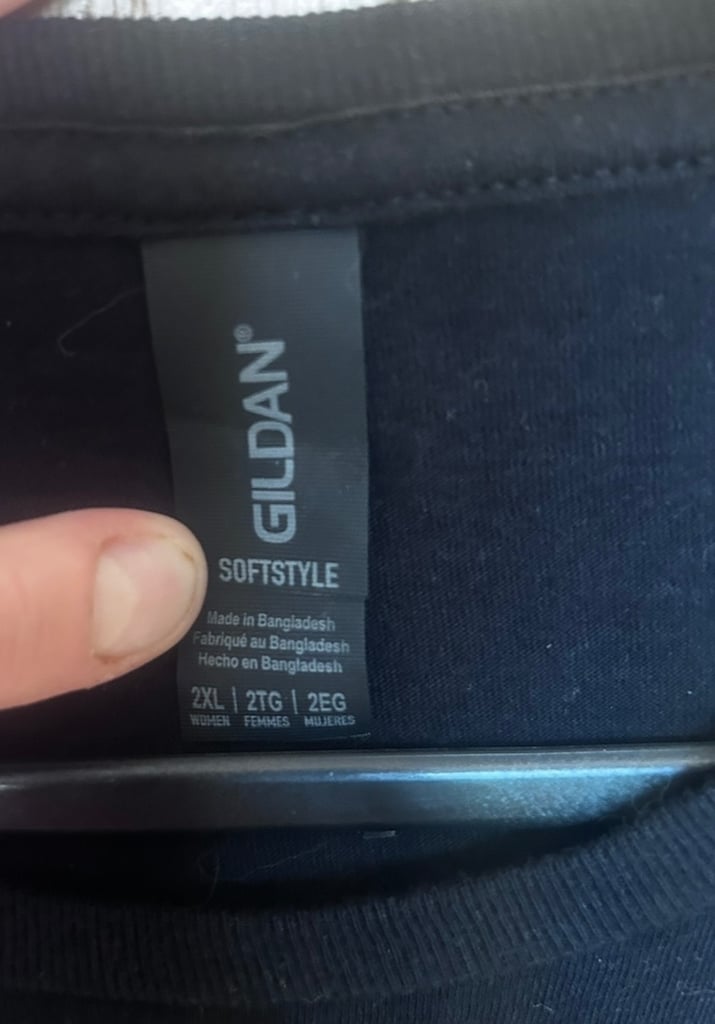 GILDAN®
SOFTSTYLE
Made in Bangladesh
Fabriqué au Bangladesh
Hecho en Bangladesh
2XL | 2TG | 2EG
WOMEN FEMMES MUJERES